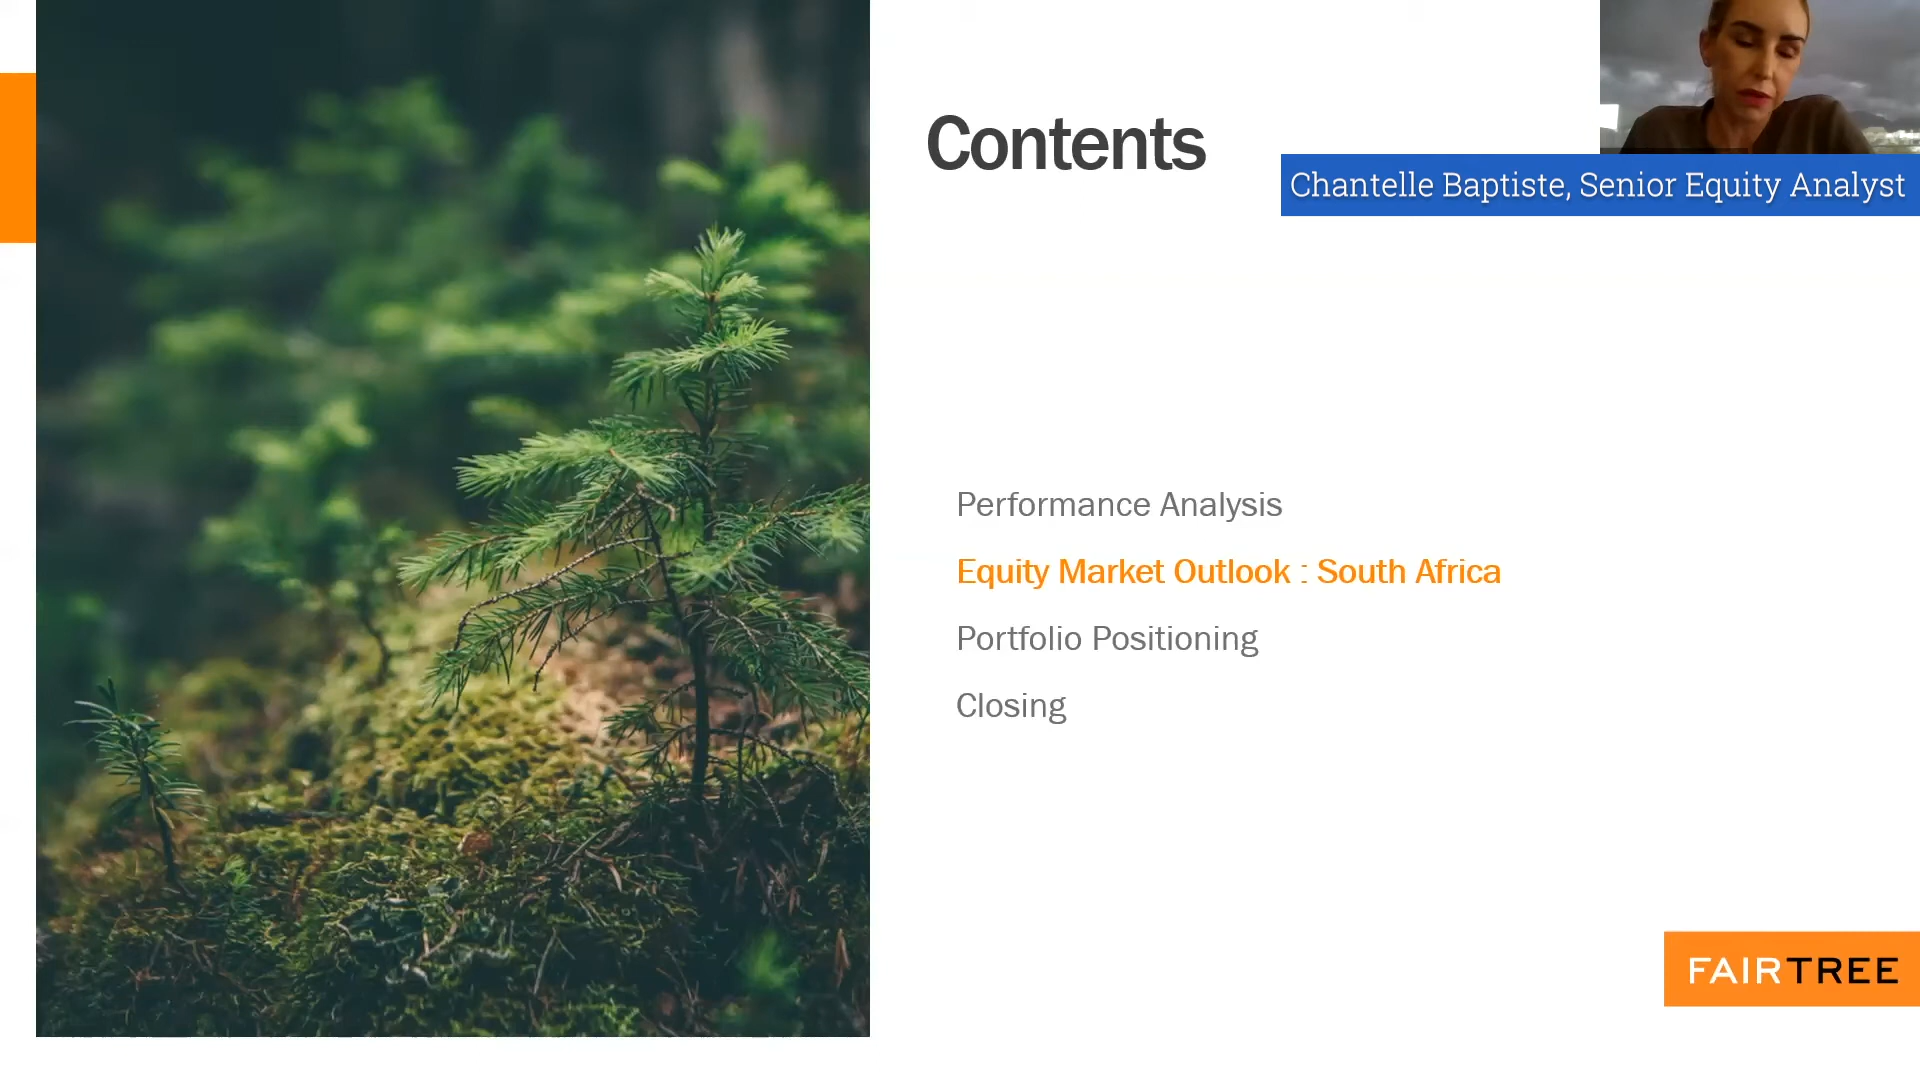 Contents
Chantelle Baptiste, Senior Equity Analyst
Performance Analysis
Equity Market Outlook : South Africa
Portfolio Positioning
Closing
FAIRTREE